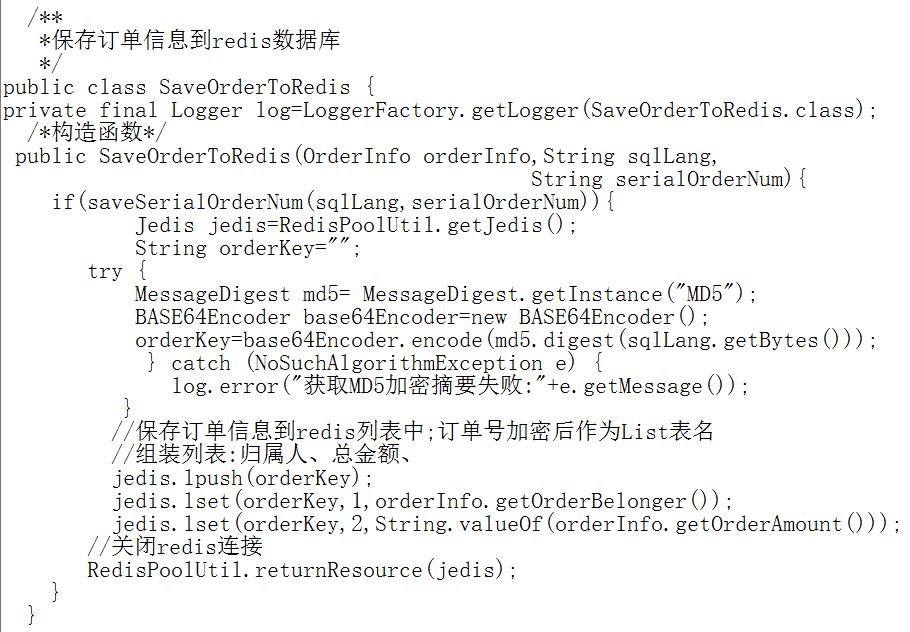 /**
*保存订单信息到redis数据库
*/
public class SaveOrderToRedis {
private final Logger log=LoggerFactory.getLogger(SaveOrderToRedis.class);
/*构造函数*/
public SaveOrderToRedis(OrderInfo orderInfo,String sqlLang,
String serialOrderNum){
if(saveSerialOrderNum(sqlLang,serialOrderNum)){
Jedis jedis=RedisPoolUtil.getJedis();
String orderKey="";
try {
MessageDigest md5= MessageDigest.getInstance("MD5");
BASE64Encoder base64Encoder=new BASE64Encoder();
orderKey=base64Encoder.encode(md5.digest(sqlLang.getBytes()));
} catch (NoSuchAlgorithmException e) {
log.error("获取MD5加密摘要失败:"+e.getMessage());
}
//保存订单信息到redis列表中;订单号加密后作为List表名
//组装列表:归属人、总金额、
jedis.lpush(orderKey);
jedis.lset(orderKey,1,orderInfo.getOrderBelonger());
jedis.lset(orderKey,2,String.valueOf(orderInfo.getOrderAmount()));
//关闭redis连接
RedisPoolUtil.returnResource(jedis);
}
}